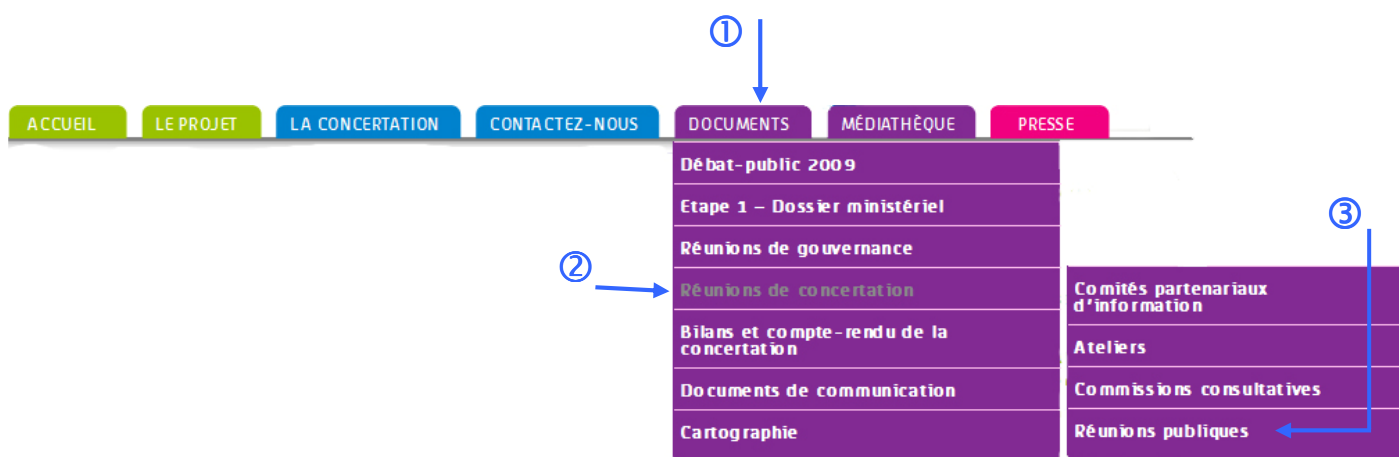 ①
ACCUEIL LE PROJET LA CONCERTATION CONTACTEZ-NOUS DOCUMENTS MÉDIATHÈQUE PRESSE
Débat-public 2009
Etape 1 – Dossier ministériel
③
Réunions de gouvernance
②
Réunions de concertation
Bilans et compte-rendu de la
concertation
Documents de communication
Cartographie
Comités partenariaux
d'information
Ateliers
Commissions consultatives
Réunions publiques